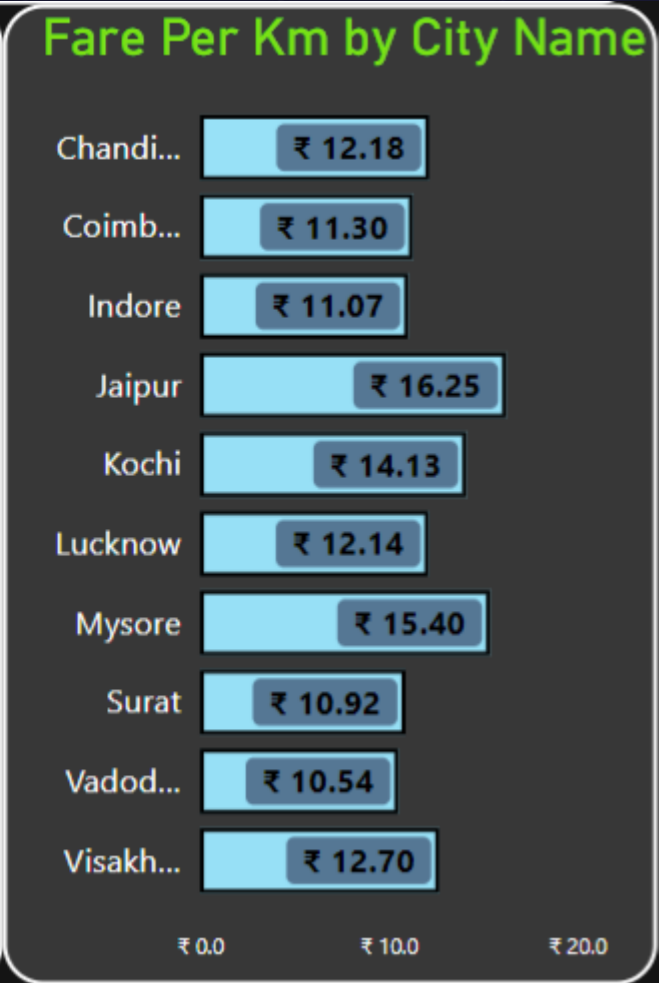 Fare Per Km by City Name
Chandi... ₹ 12.18
Coimb... ₹ 11.30
Indore ₹ 11.07
Jaipur ₹ 16.25
Kochi ₹ 14.13
Lucknow ₹ 12.14
Mysore ₹ 15.40
Surat ₹ 10.92
Vadod... ₹ 10.54
Visakh... ₹ 12.70
₹ 0.0 ₹ 10.0 ₹ 20.0